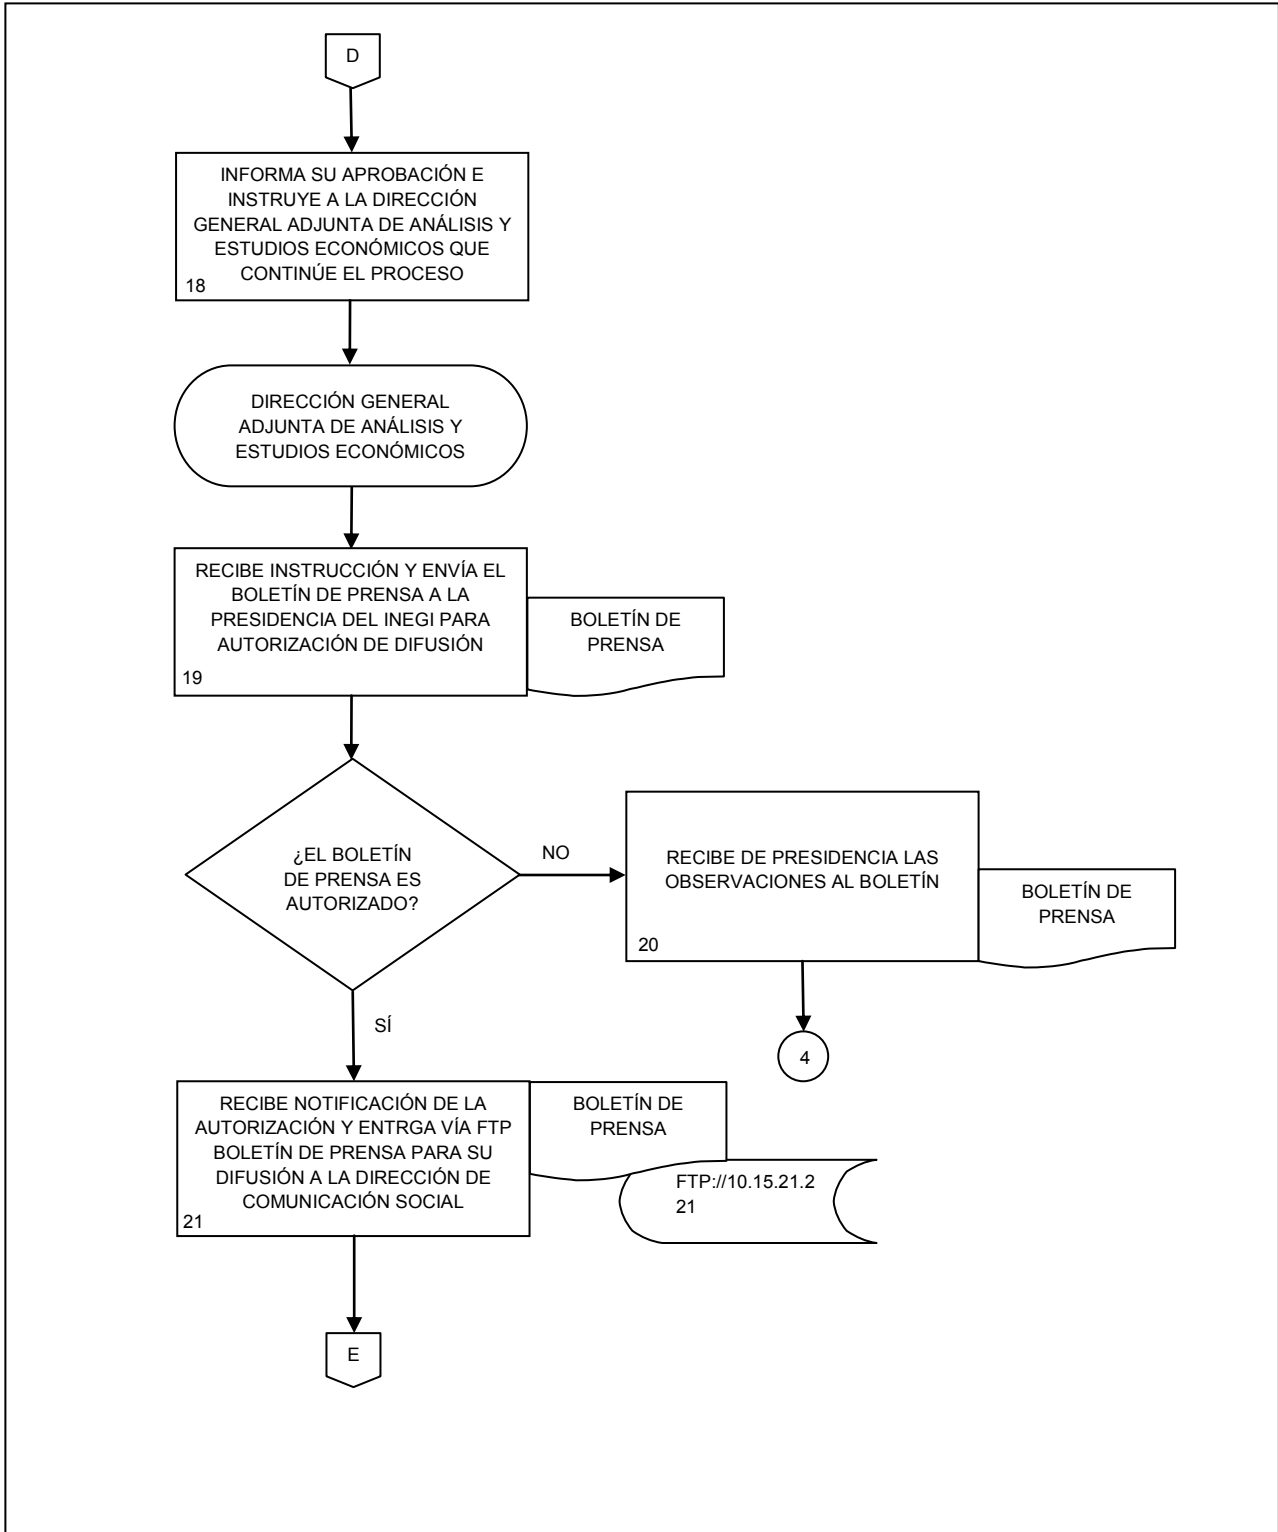 D
INFORMA SU APROBACIÓN E
INSTRUYE A LA DIRECCIÓN
GENERAL ADJUNTA DE ANÁLISIS Y
ESTUDIOS ECONÓMICOS QUE
CONTINÚE EL PROCESO
18
DIRECCIÓN GENERAL
ADJUNTA DE ANÁLISIS Y
ESTUDIOS ECONÓMICOS
RECIBE INSTRUCCIÓN Y ENVÍA EL
BOLETÍN DE PRENSA A LA
PRESIDENCIA DEL INEGI PARA
AUTORIZACIÓN DE DIFUSIÓN
19
BOLETÍN DE
PRENSA
¿EL BOLETÍN
DE PRENSA ES
AUTORIZADO?
NO
RECIBE DE PRESIDENCIA LAS
OBSERVACIONES AL BOLETÍN
20
BOLETÍN DE
PRENSA
4
SÍ
RECIBE NOTIFICACIÓN DE LA
AUTORIZACIÓN Y ENTRGA VÍA FTP
BOLETÍN DE PRENSA PARA SU
DIFUSIÓN A LA DIRECCIÓN DE
COMUNICACIÓN SOCIAL
21
BOLETÍN DE
PRENSA
FTP://10.15.21.2
21
E